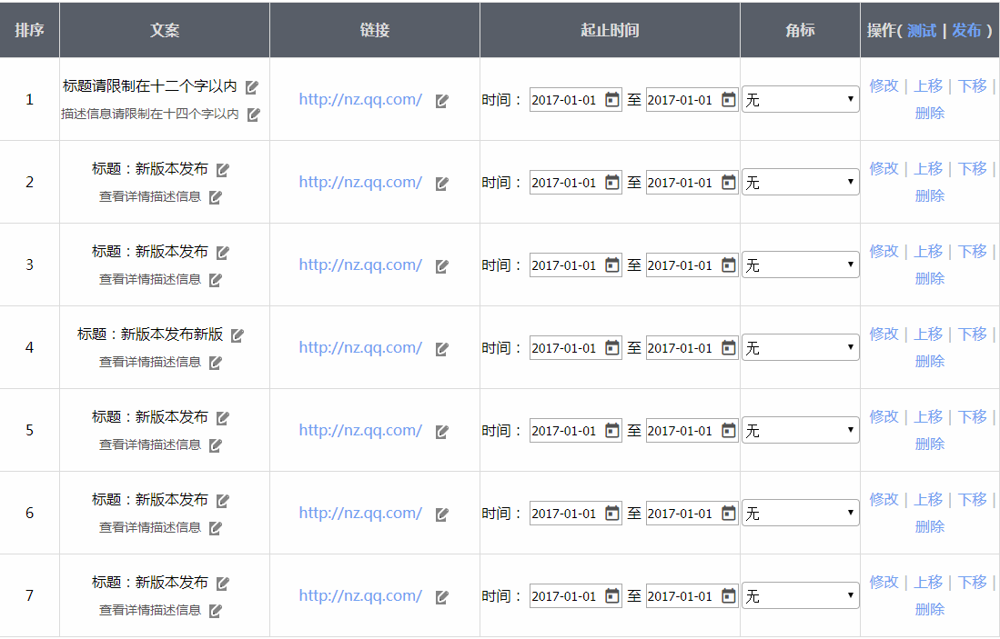 排序 文案 链接 起止时间 角标 操作( 测试 | 发布 )
标题请限制在十二个字以内
描述信息请限制在十四个字以内
1 http://nz.qq.com/ 时间： 2017-01-01 至 2017-01-01 无 修改 | 上移 | 下移 |
删除
标题：新版本发布
查看详情描述信息
2 http://nz.qq.com/ 时间： 2017-01-01 至 2017-01-01 无 修改 | 上移 | 下移 |
删除
标题：新版本发布
查看详情描述信息
3 http://nz.qq.com/ 时间： 2017-01-01 至 2017-01-01 无 修改 | 上移 | 下移 |
删除
标题：新版本发布新版
查看详情描述信息
4 http://nz.qq.com/ 时间： 2017-01-01 至 2017-01-01 无 修改 | 上移 | 下移 |
删除
标题：新版本发布
查看详情描述信息
5 http://nz.qq.com/ 时间： 2017-01-01 至 2017-01-01 无 修改 | 上移 | 下移 |
删除
标题：新版本发布
查看详情描述信息
6 http://nz.qq.com/ 时间： 2017-01-01 至 2017-01-01 无 修改 | 上移 | 下移 |
删除
标题：新版本发布
查看详情描述信息
7 http://nz.qq.com/ 时间： 2017-01-01 至 2017-01-01 无 修改 | 上移 | 下移 |
删除